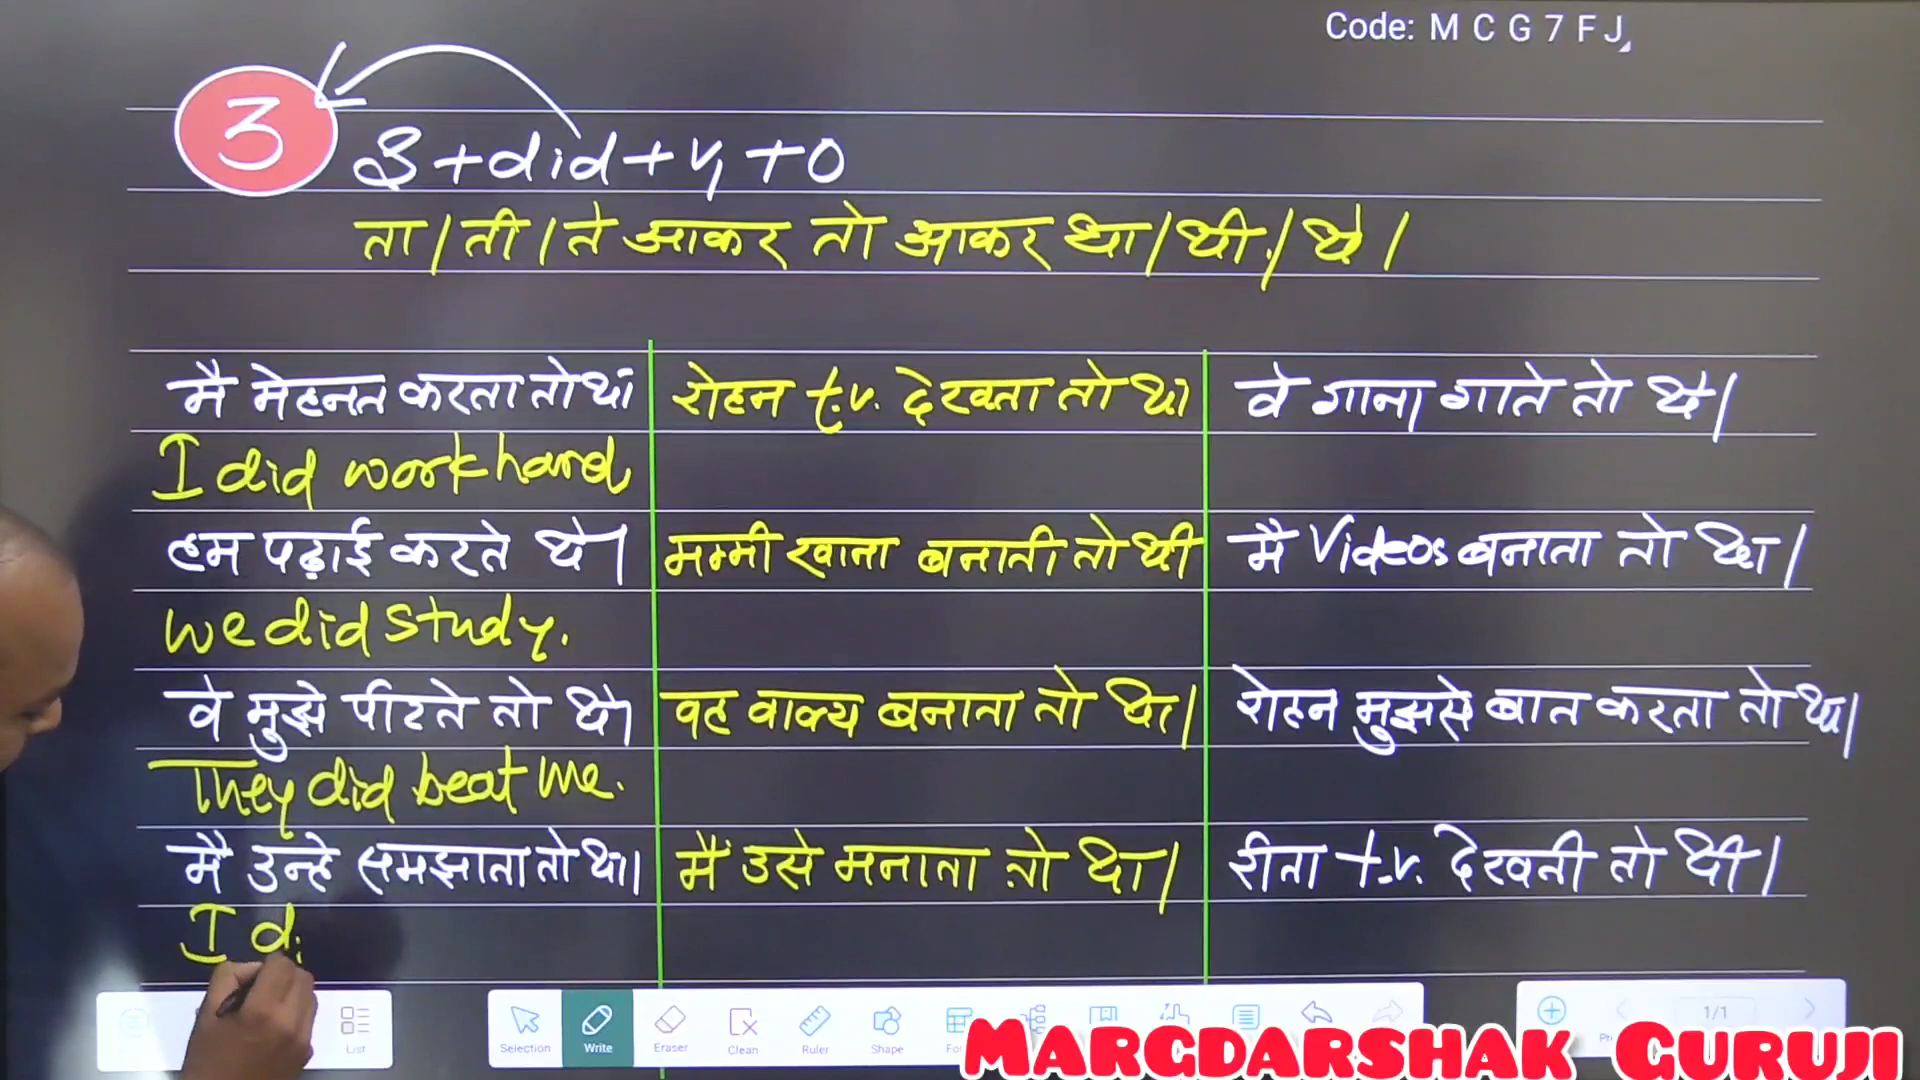 Code: M C G 7 F J
3
S+did+V1+O
ता/ती/ते आकर तो आकर था/थी/थे।
मै मेहनत करता तो था
रोहन t.v. देखता तो था
वे गाना गाते तो थे।
I did work hard
हम पढ़ाई करते थे।
मम्मी खाना बनाती तो थी
मै Videos बनाता तो था।
we did study.
वे मुझे पीटते तो थे।
वह वाक्य बनाता तो था।
रोहन मुझसे बात करता तो था।
They did beat me.
मै उन्हे समझाता तो था।
मैं उसे मनाता तो था।
रीता t.v. देखती तो थी।
I di
List
Selection
Write
Eraser
Clean
Ruler
Shape
1/1
MARGDARSHAK GURUJI